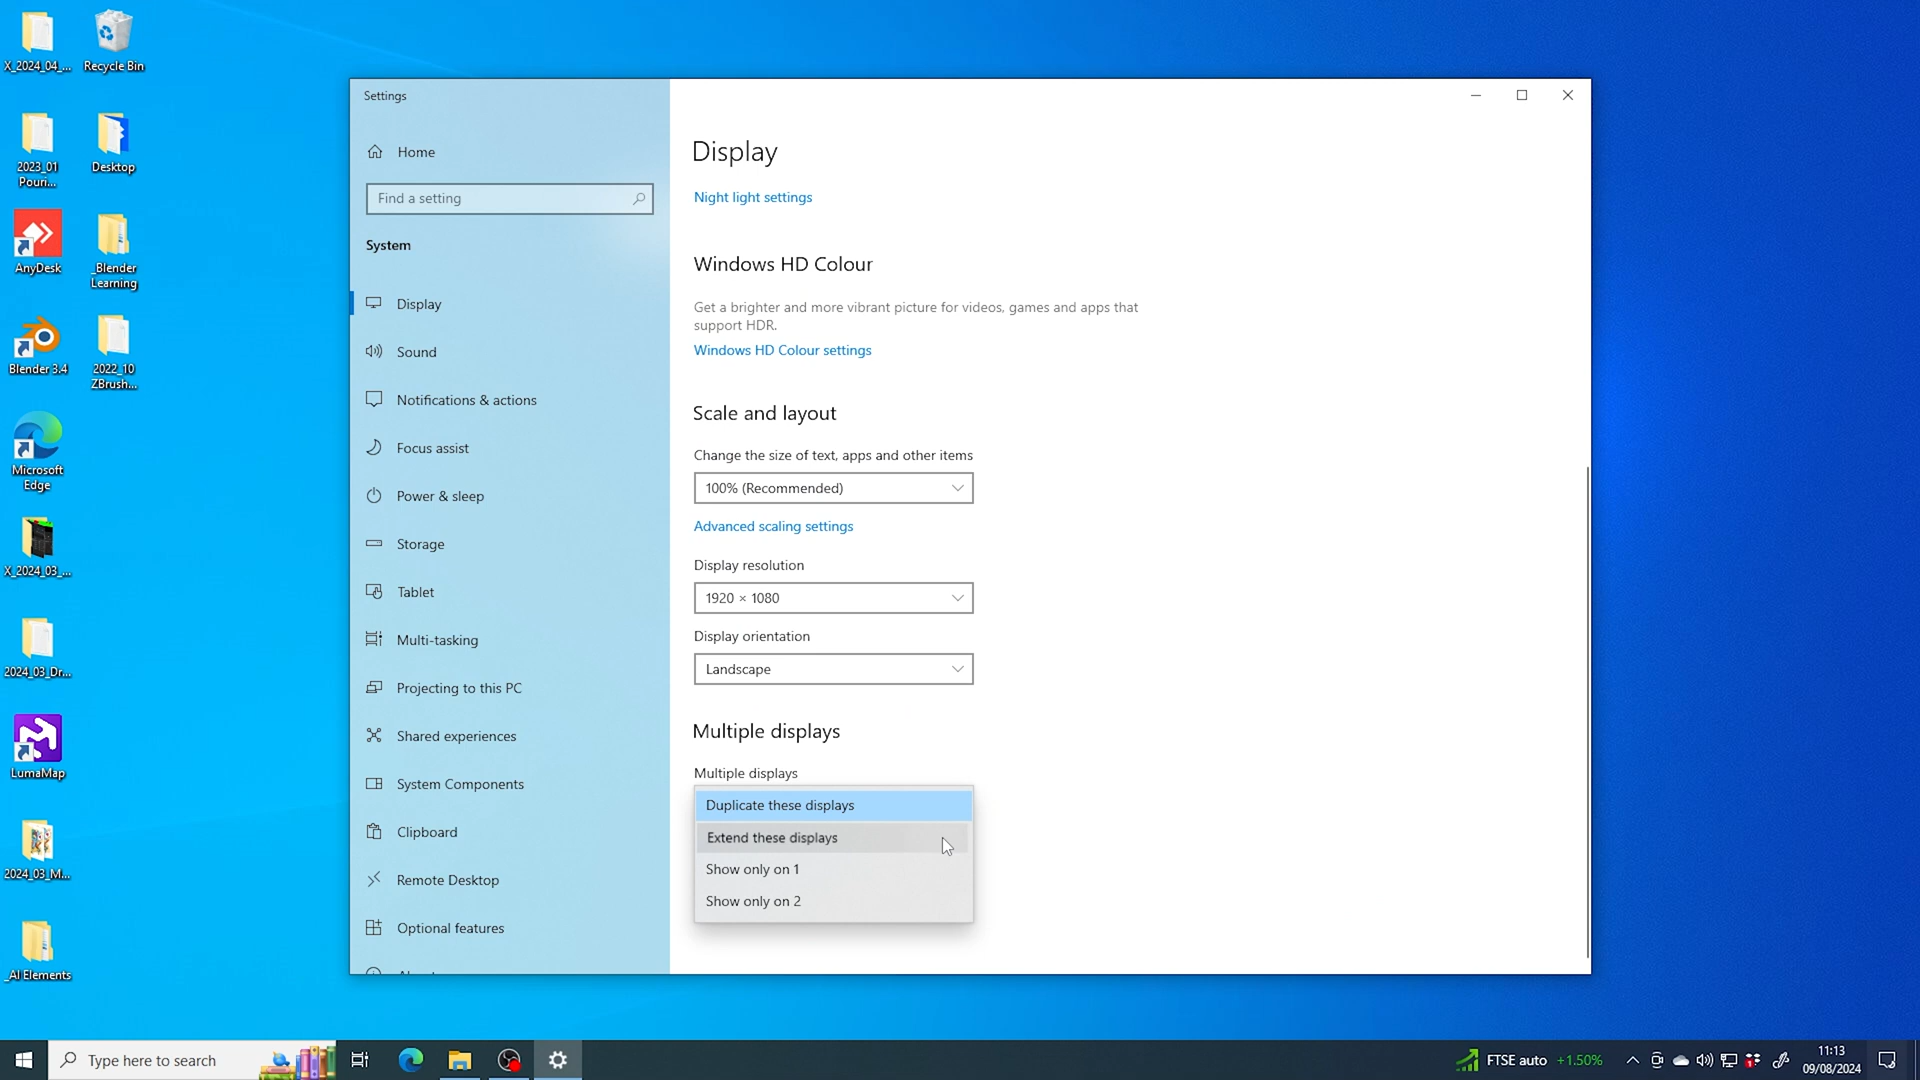 X_2024_04_...
Recycle Bin
2023_01
Pouri...
Desktop
AnyDesk
_Blender
Learning
Blender 3.4
2022_10
ZBrush...
Microsoft
Edge
X_2024_03_...
2024_03_Dr...
LumaMap
2024_03_M...
_AI Elements
Settings
Home
Find a setting
System
Display
Sound
Notifications & actions
Focus assist
Power & sleep
Storage
Tablet
Multi-tasking
Projecting to this PC
Shared experiences
System Components
Clipboard
Remote Desktop
Optional features
Display
Night light settings
Windows HD Colour
Get a brighter and more vibrant picture for videos, games and apps that
support HDR.
Windows HD Colour settings
Scale and layout
Change the size of text, apps and other items
100% (Recommended)
Advanced scaling settings
Display resolution
1920 × 1080
Display orientation
Landscape
Multiple displays
Multiple displays
Duplicate these displays
Extend these displays
Show only on 1
Show only on 2
Type here to search
FTSE auto +1.50%
11:13
09/08/2024